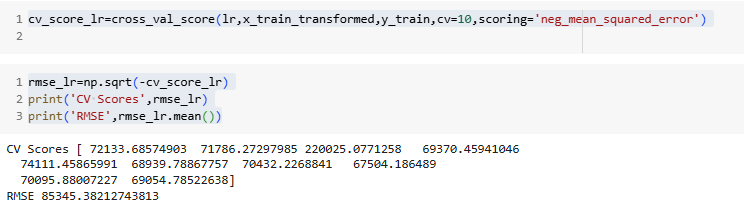 1 cv_score_lr=cross_val_score(lr,x_train_transformed,y_train,cv=10,scoring='neg_mean_squared_error')
2
1 rmse_lr=np.sqrt(-cv_score_lr)
2 print('CV Scores',rmse_lr)
3 print('RMSE',rmse_lr.mean())
CV Scores [ 72133.68574903  71786.27297985 220025.0771258   69370.45941046
  74111.45865991  68939.78867757  70432.2268841   67504.186489
  70095.88007227  69054.78522638]
RMSE 85345.38212743813